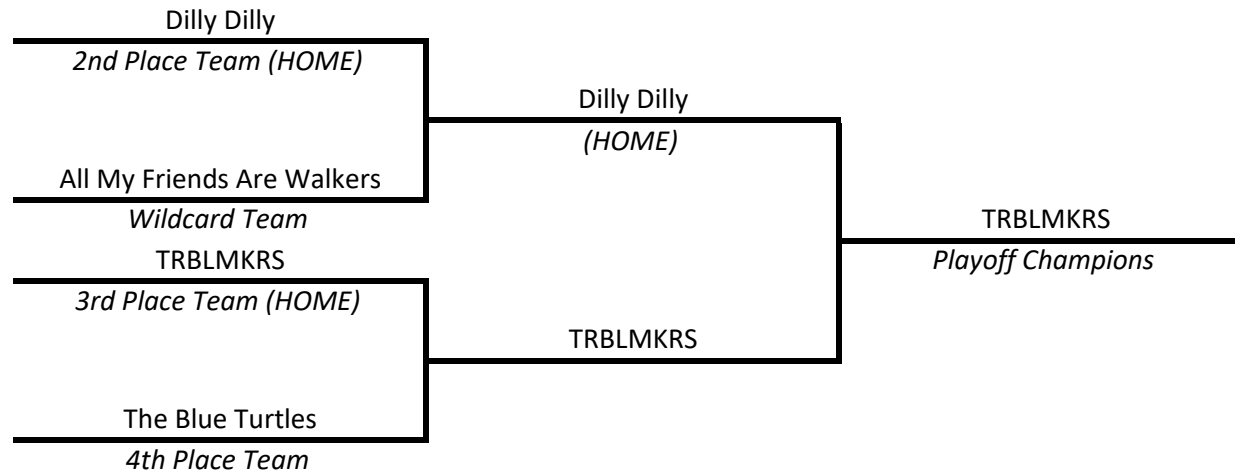 Dilly Dilly
2nd Place Team (HOME)
All My Friends Are Walkers
Wildcard Team
TRBLMKRS
3rd Place Team (HOME)
The Blue Turtles
4th Place Team
Dilly Dilly
(HOME)
TRBLMKRS
TRBLMKRS
Playoff Champions